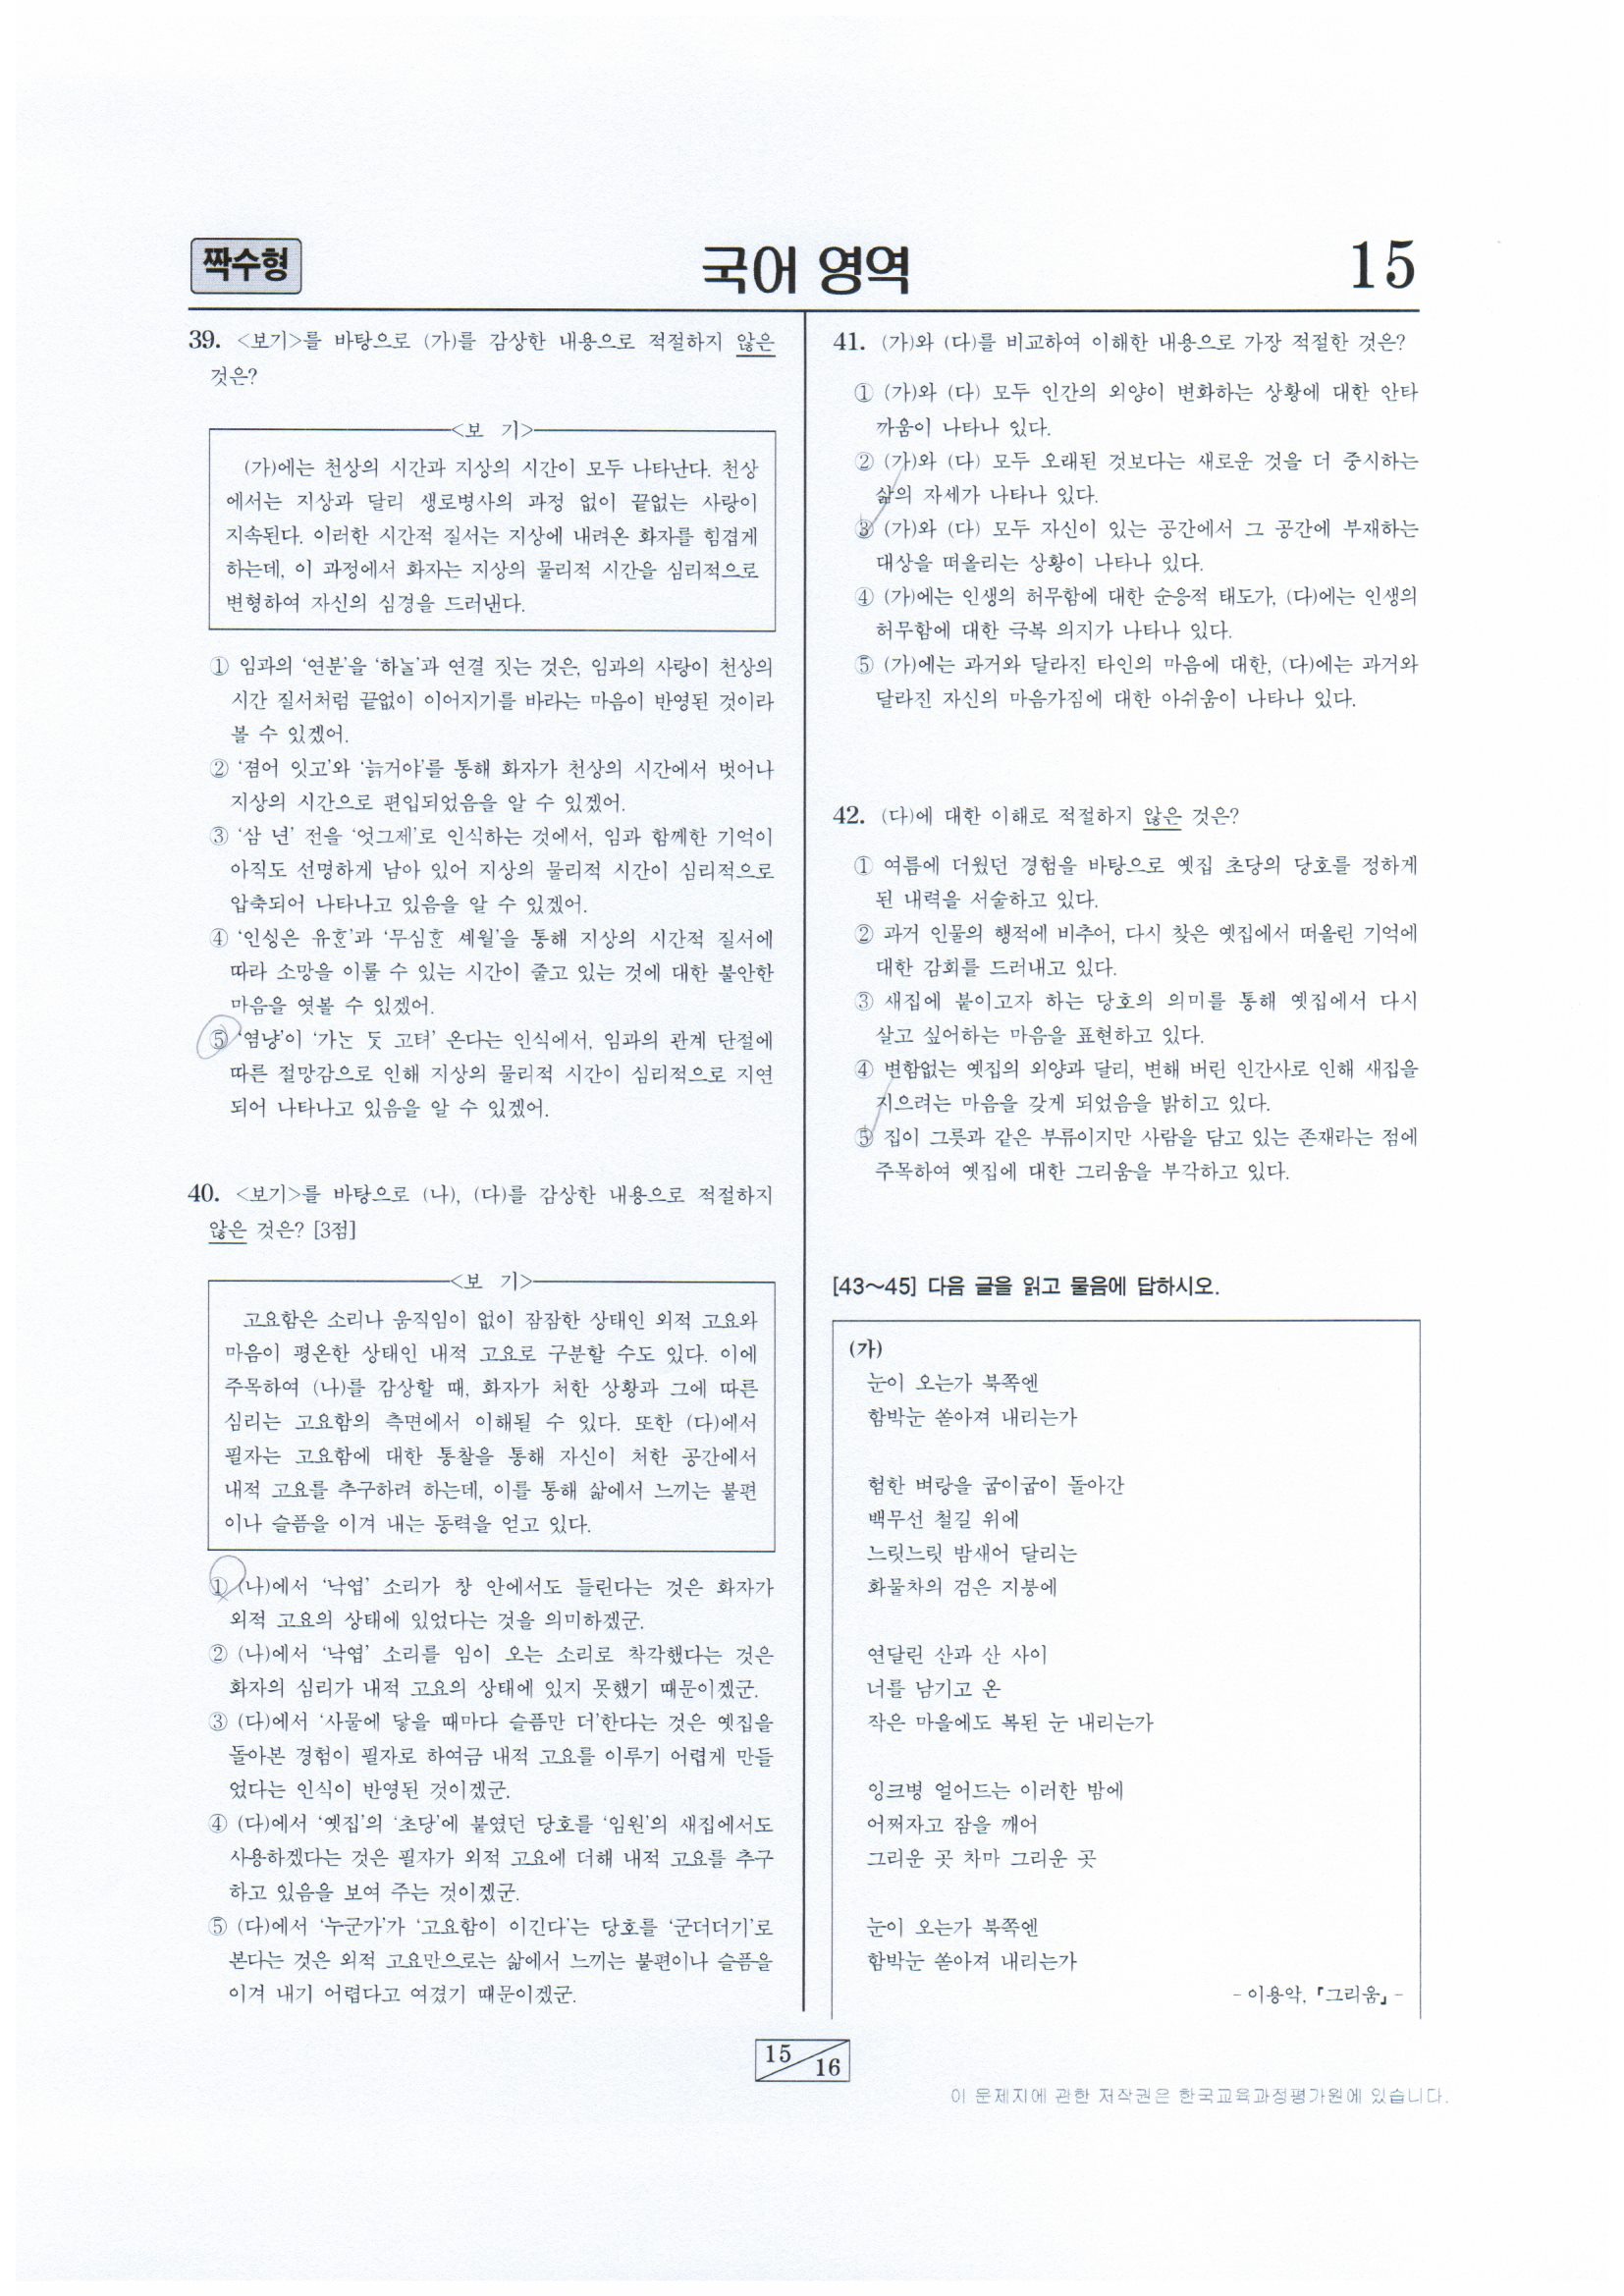 짝수형
국어 영역
15
39. <보기>를 바탕으로 (가)를 감상한 내용으로 적절하지 않은
것은?
<보 기>
(가)에는 천상의 시간과 지상의 시간이 모두 나타난다. 천상
에서는 지상과 달리 생로병사의 과정 없이 끝없는 사랑이
지속된다. 이러한 시간적 질서는 지상에 내려온 화자를 힘겹게
하는데, 이 과정에서 화자는 지상의 물리적 시간을 심리적으로
변형하여 자신의 심경을 드러낸다.
① 임과의 ‘연분’을 ‘하ᄂᆞᆯ’과 연결 짓는 것은, 임과의 사랑이 천상의
시간 질서처럼 끝없이 이어지기를 바라는 마음이 반영된 것이라
볼 수 있겠어.
② ‘졈어 잇고’와 ‘늙거야’를 통해 화자가 천상의 시간에서 벗어나
지상의 시간으로 편입되었음을 알 수 있겠어.
③ ‘삼 년’ 전을 ‘엇그제’로 인식하는 것에서, 임과 함께한 기억이
아직도 선명하게 남아 있어 지상의 물리적 시간이 심리적으로
압축되어 나타나고 있음을 알 수 있겠어.
④ ‘인ᄉᆡᆼ은 유ᄒᆞᆫ’과 ‘무심ᄒᆞᆫ 셰월’을 통해 지상의 시간적 질서에
따라 소망을 이룰 수 있는 시간이 줄고 있는 것에 대한 불안한
마음을 엿볼 수 있겠어.
⑤ ‘염냥’이 ‘가ᄂᆞᆫ ᄃᆞᆺ 고텨’ 온다는 인식에서, 임과의 관계 단절에
따른 절망감으로 인해 지상의 물리적 시간이 심리적으로 지연
되어 나타나고 있음을 알 수 있겠어.
40. <보기>를 바탕으로 (나), (다)를 감상한 내용으로 적절하지
않은 것은? [3점]
<보 기>
고요함은 소리나 움직임이 없이 잠잠한 상태인 외적 고요와
마음이 평온한 상태인 내적 고요로 구분할 수도 있다. 이에
주목하여 (나)를 감상할 때, 화자가 처한 상황과 그에 따른
심리는 고요함의 측면에서 이해될 수 있다. 또한 (다)에서
필자는 고요함에 대한 통찰을 통해 자신이 처한 공간에서
내적 고요를 추구하려 하는데, 이를 통해 삶에서 느끼는 불편
이나 슬픔을 이겨 내는 동력을 얻고 있다.
① (나)에서 ‘낙엽’ 소리가 창 안에서도 들린다는 것은 화자가
외적 고요의 상태에 있었다는 것을 의미하겠군.
② (나)에서 ‘낙엽’ 소리를 임이 오는 소리로 착각했다는 것은
화자의 심리가 내적 고요의 상태에 있지 못했기 때문이겠군.
③ (다)에서 ‘사물에 닿을 때마다 슬픔만 더’한다는 것은 옛집을
돌아본 경험이 필자로 하여금 내적 고요를 이루기 어렵게 만들
었다는 인식이 반영된 것이겠군.
④ (다)에서 ‘옛집’의 ‘초당’에 붙였던 당호를 ‘임원’의 새집에서도
사용하겠다는 것은 필자가 외적 고요에 더해 내적 고요를 추구
하고 있음을 보여 주는 것이겠군.
⑤ (다)에서 ‘누군가’가 ‘고요함이 이긴다’는 당호를 ‘군더더기’로
본다는 것은 외적 고요만으로는 삶에서 느끼는 불편이나 슬픔을
이겨 내기 어렵다고 여겼기 때문이겠군.
41. (가)와 (다)를 비교하여 이해한 내용으로 가장 적절한 것은?
① (가)와 (다) 모두 인간의 외양이 변화하는 상황에 대한 안타
까움이 나타나 있다.
② (가)와 (다) 모두 오래된 것보다는 새로운 것을 더 중시하는
삶의 자세가 나타나 있다.
③ (가)와 (다) 모두 자신이 있는 공간에서 그 공간에 부재하는
대상을 떠올리는 상황이 나타나 있다.
④ (가)에는 인생의 허무함에 대한 순응적 태도가, (다)에는 인생의
허무함에 대한 극복 의지가 나타나 있다.
⑤ (가)에는 과거와 달라진 타인의 마음에 대한, (다)에는 과거와
달라진 자신의 마음가짐에 대한 아쉬움이 나타나 있다.
42. (다)에 대한 이해로 적절하지 않은 것은?
① 여름에 더웠던 경험을 바탕으로 옛집 초당의 당호를 정하게
된 내력을 서술하고 있다.
② 과거 인물의 행적에 비추어, 다시 찾은 옛집에서 떠올린 기억에
대한 감회를 드러내고 있다.
③ 새집에 붙이고자 하는 당호의 의미를 통해 옛집에서 다시
살고 싶어하는 마음을 표현하고 있다.
④ 변함없는 옛집의 외양과 달리, 변해 버린 인간사로 인해 새집을
지으려는 마음을 갖게 되었음을 밝히고 있다.
⑤ 집이 그릇과 같은 부류이지만 사람을 담고 있는 존재라는 점에
주목하여 옛집에 대한 그리움을 부각하고 있다.
[43～45] 다음 글을 읽고 물음에 답하시오.
(가)
눈이 오는가 북쪽엔
함박눈 쏟아져 내리는가
험한 벼랑을 굽이굽이 돌아간
백무선 철길 위에
느릿느릿 밤새어 달리는
화물차의 검은 지붕에
연달린 산과 산 사이
너를 남기고 온
작은 마을에도 복된 눈 내리는가
잉크병 얼어드는 이러한 밤에
어쩌자고 잠을 깨어
그리운 곳 차마 그리운 곳
눈이 오는가 북쪽엔
함박눈 쏟아져 내리는가
- 이용악, 『그리움』 -
15
16
이 문제지에 관한 저작권은 한국교육과정평가원에 있습니다.